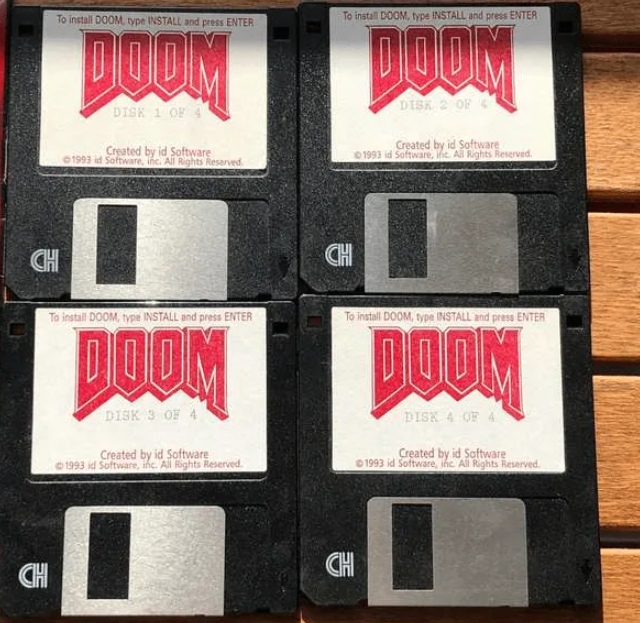 To install DOOM, type INSTALL and press ENTER
DOOM
DISK 1 OF 4
Created by id Software
©1993 id Software, inc. All Rights Reserved.
HD
To install DOOM, type INSTALL and press ENTER
DOOM
DISK 2 OF 4
Created by id Software
©1993 id Software, inc. All Rights Reserved.
HD
To install DOOM, type INSTALL and press ENTER
DOOM
DISK 3 OF 4
Created by id Software
©1993 id Software, inc. All Rights Reserved.
HD
To install DOOM, type INSTALL and press ENTER
DOOM
DISK 4 OF 4
Created by id Software
©1993 id Software, inc. All Rights Reserved.
HD